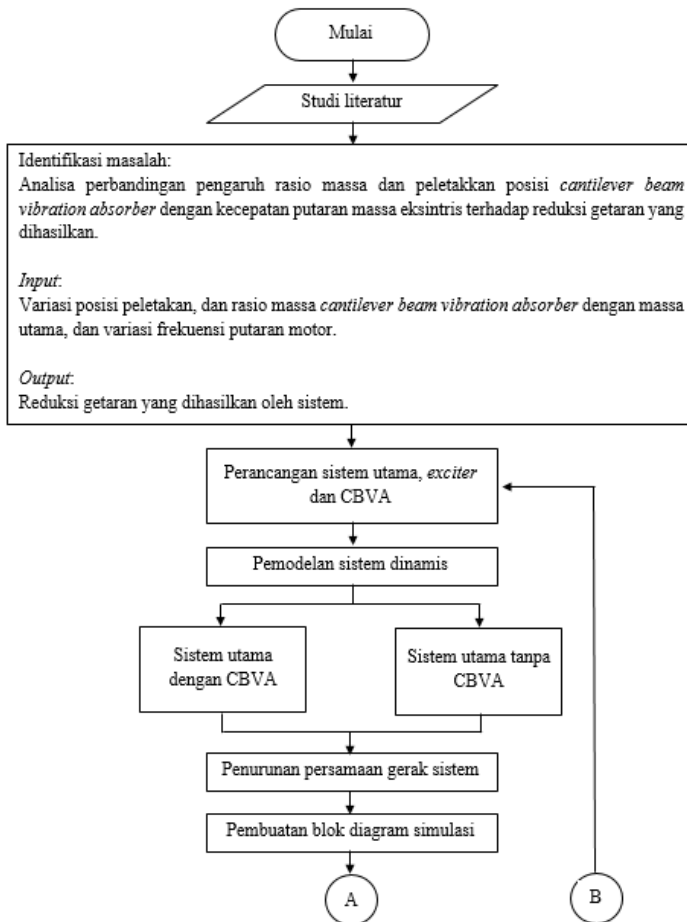 Mulai
Studi literatur
Identifikasi masalah:
Analisa perbandingan pengaruh rasio massa dan peletakkan posisi cantilever beam
vibration absorber dengan kecepatan putaran massa eksintris terhadap reduksi getaran yang
dihasilkan.
Input:
Variasi posisi peletakan, dan rasio massa cantilever beam vibration absorber dengan massa
utama, dan variasi frekuensi putaran motor.
Output:
Reduksi getaran yang dihasilkan oleh sistem.
Perancangan sistem utama, exciter
dan CBVA
Pemodelan sistem dinamis
Sistem utama
dengan CBVA
Sistem utama tanpa
CBVA
Penurunan persamaan gerak sistem
Pembuatan blok diagram simulasi
A
B